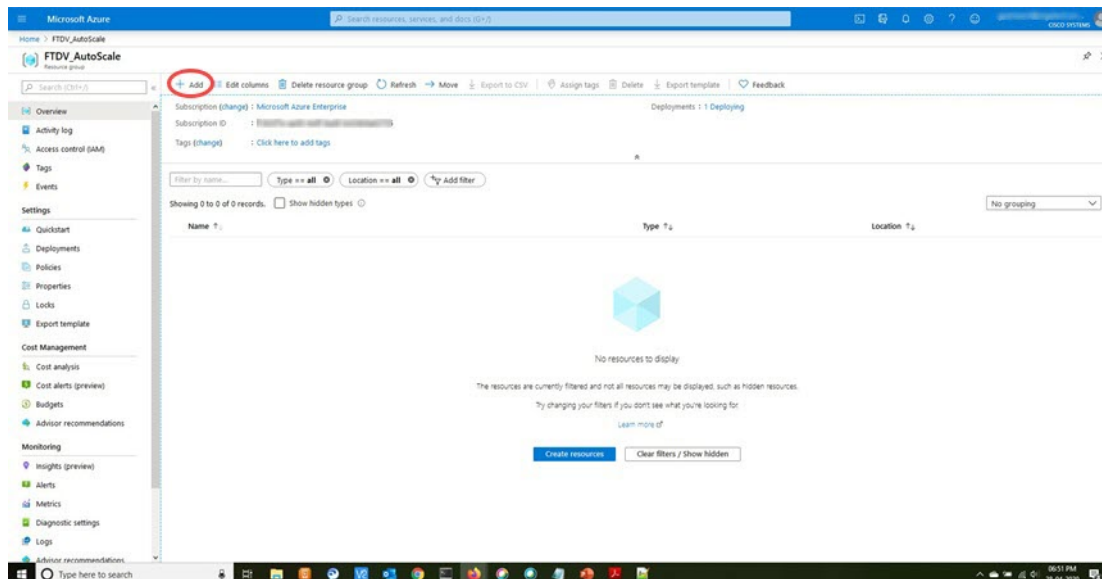 Microsoft Azure
Search resources, services, and docs (G+/)
CISCO SYSTEMS
Home > FTDV_AutoScale
FTDV_AutoScale
Resource group
Search (Ctrl+/)
Add
Edit columns
Delete resource group
Refresh
Move
Export to CSV
Assign tags
Delete
Export template
Feedback
Overview
Activity log
Access control (IAM)
Tags
Events
Settings
Quickstart
Deployments
Policies
Properties
Locks
Export template
Cost Management
Cost analysis
Cost alerts (preview)
Budgets
Advisor recommendations
Monitoring
Insights (preview)
Alerts
Metrics
Diagnostic settings
Logs
Advisor recommendations
Subscription (change) : Microsoft Azure Enterprise
Deployments : 1 Deploying
Subscription ID :
Tags (change) : Click here to add tags
Filter by name...
Type == all
Location == all
Add filter
Showing 0 to 0 of 0 records.
Show hidden types
No grouping
Name
Type
Location
No resources to display
The resources are currently filtered and not all resources may be displayed, such as hidden resources.
Try changing your filters if you don't see what you're looking for.
Learn more
Create resources
Clear filters / Show hidden
Type here to search
06:51 PM